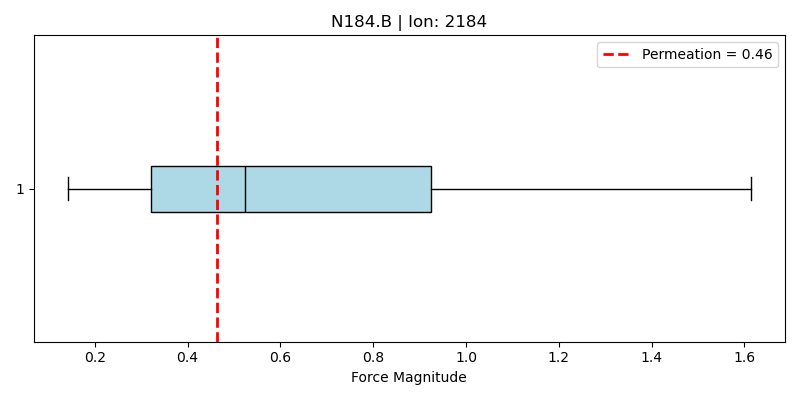 N184.B | Ion: 2184
Permeation = 0.46
1
0.2 0.4 0.6 0.8 1.0 1.2 1.4 1.6
Force Magnitude